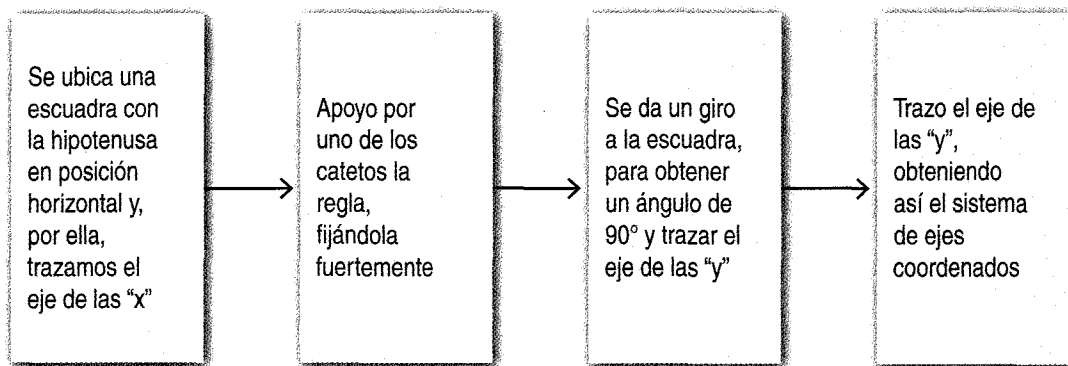 Se ubica una
escuadra con
la hipotenusa
en posición
horizontal y,
por ella,
trazamos el
eje de las “x”
Apoyo por
uno de los
catetos la
regla,
fijándola
fuertemente
Se da un giro
a la escuadra,
para obtener
un ángulo de
90° y trazar el
eje de las “y”
Trazo el eje de
las “y”,
obteniendo
así el sistema
de ejes
coordenados